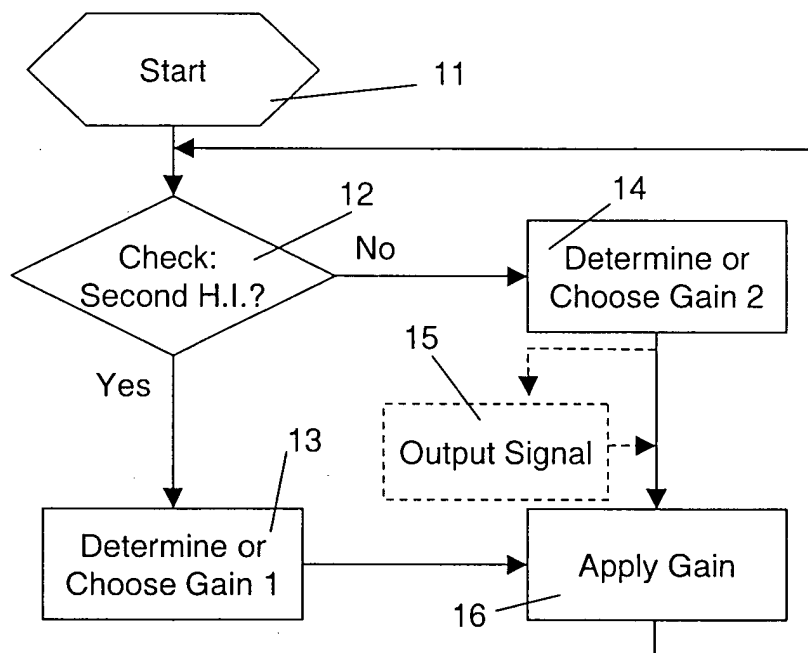 Start
11
12
14
Check:
Second H.I.?
No
Determine or
Choose Gain 2
15
Yes
Output Signal
13
Determine or
Choose Gain 1
Apply Gain
16